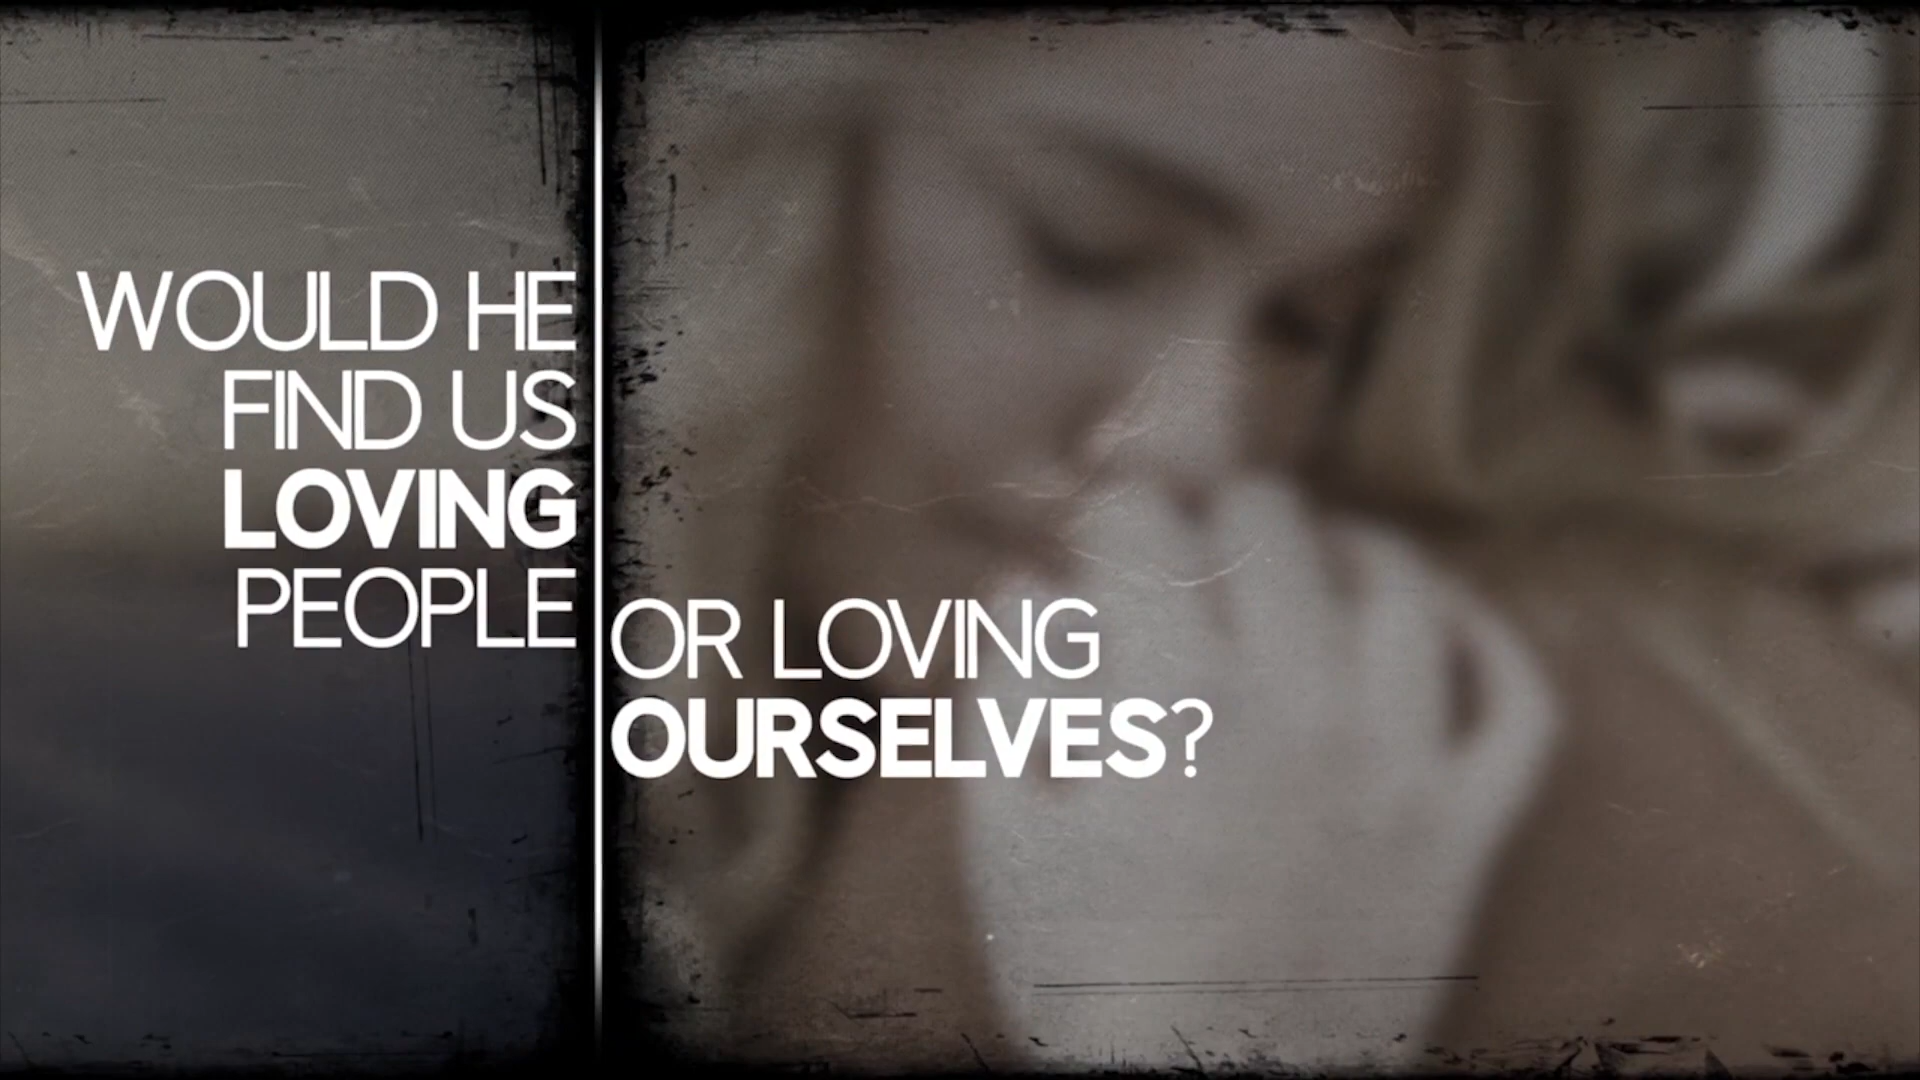 WOULD HE
FIND US
LOVING
PEOPLE
OR LOVING
OURSELVES?